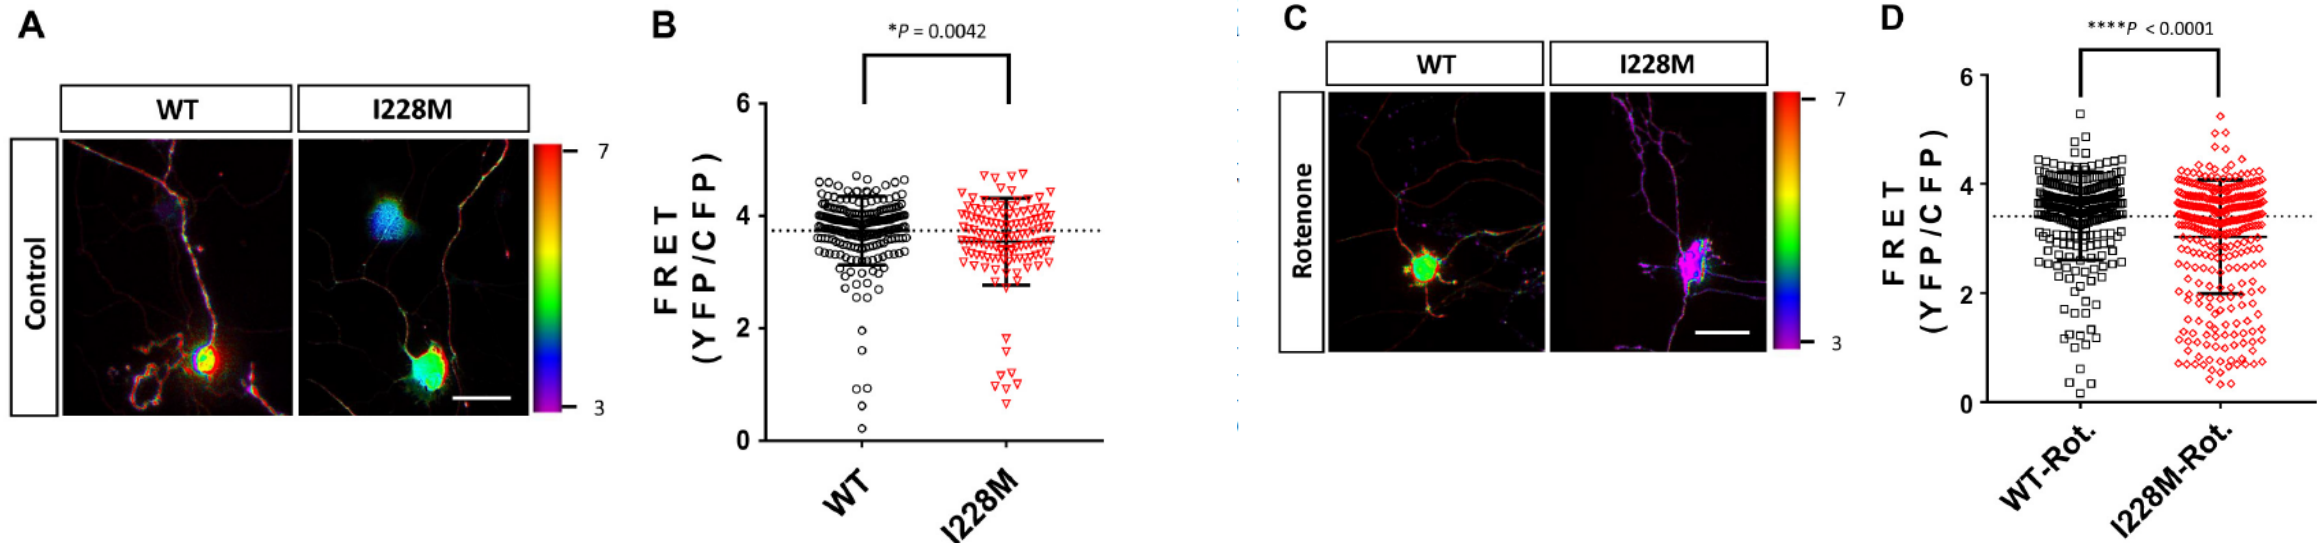 A
WT
I228M
Control
7
3
B
*P = 0.0042
FRET
(YFP/CFP)
6
4
2
0
WT
I228M
C
WT
I228M
Rotenone
7
3
D
****P < 0.0001
FRET
(YFP/CFP)
6
4
2
0
WT-Rot.
I228M-Rot.